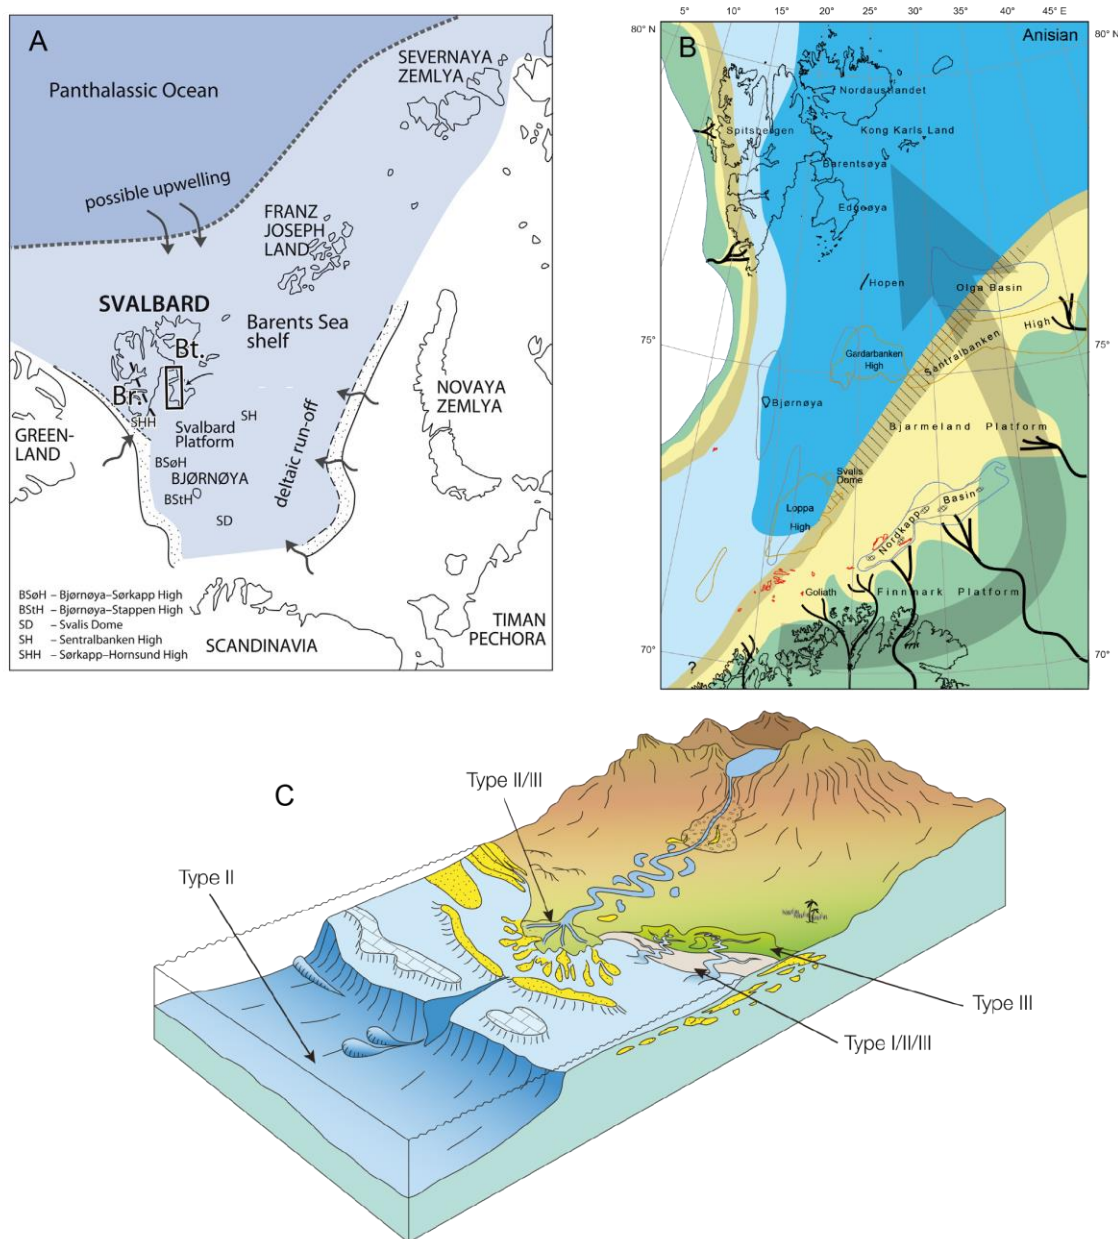 A
Panthalassic Ocean
SEVERNAYA
ZEMLYA
possible upwelling
FRANZ
JOSEPH
LAND
SVALBARD
Bt.
Barents Sea
shelf
Br.
SHH
SH
Svalbard
Platform
NOVAYA
ZEMLYA
GREEN-
LAND
BSøH
BJØRNØYA
BStH
SD
deltaic run-off
BSøH – Bjørnøya–Sørkapp High
BStH – Bjørnøya-Stappen High
SD – Svalis Dome
SH – Sentralbanken High
SHH – Sørkapp–Hornsund High
SCANDINAVIA
TIMAN
PECHORA
5° 10° 15° 20° 25° 30° 35° 40° 45° E
80° N
80° N
B
Anisian
Nordaustlandet
Spitsbergen
Kong Karls Land
Barentsøya
Edgeøya
Hopen
Olga Basin
75°
75°
Gardarbanken
High
Sentralbanken High
Bjørnøya
Bjarmeland Platform
Svalis
Dome
Loppa
High
Nordkapp Basin
Goliath
Finnmark Platform
70°
70°
?
C
Type II/III
Type II
Type III
Type I/II/III